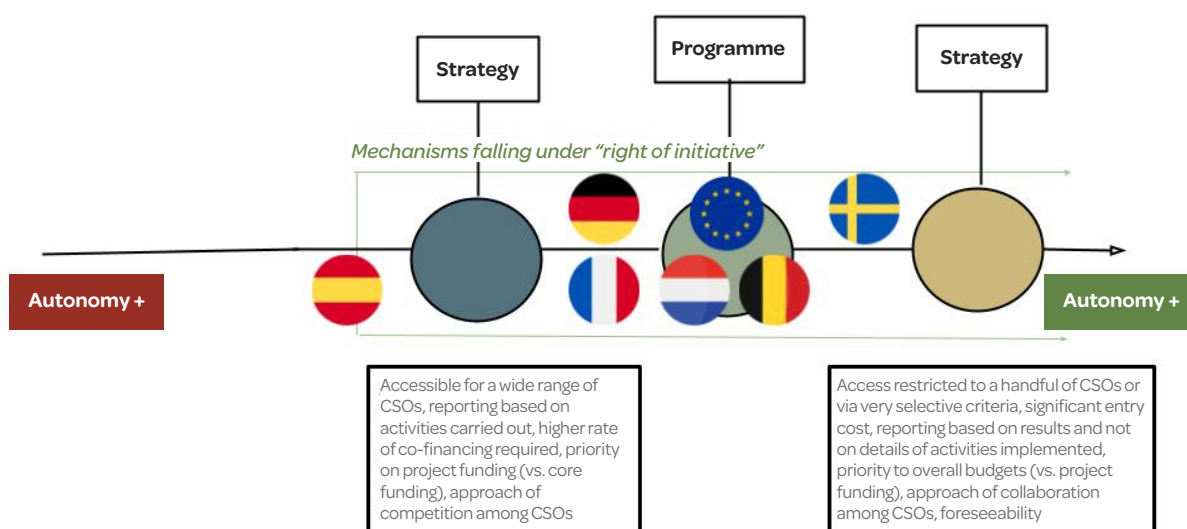 Strategy
Programme
Strategy
Mechanisms falling under “right of initiative”
Autonomy +
Autonomy +
Accessible for a wide range of
CSOs, reporting based on
activities carried out, higher rate
of co-financing required, priority
on project funding (vs. core
funding), approach of
competition among CSOs
Access restricted to a handful of CSOs or
via very selective criteria, significant entry
cost, reporting based on results and not
on details of activities implemented,
priority to overall budgets (vs. project
funding), approach of collaboration
among CSOs, foreseeability